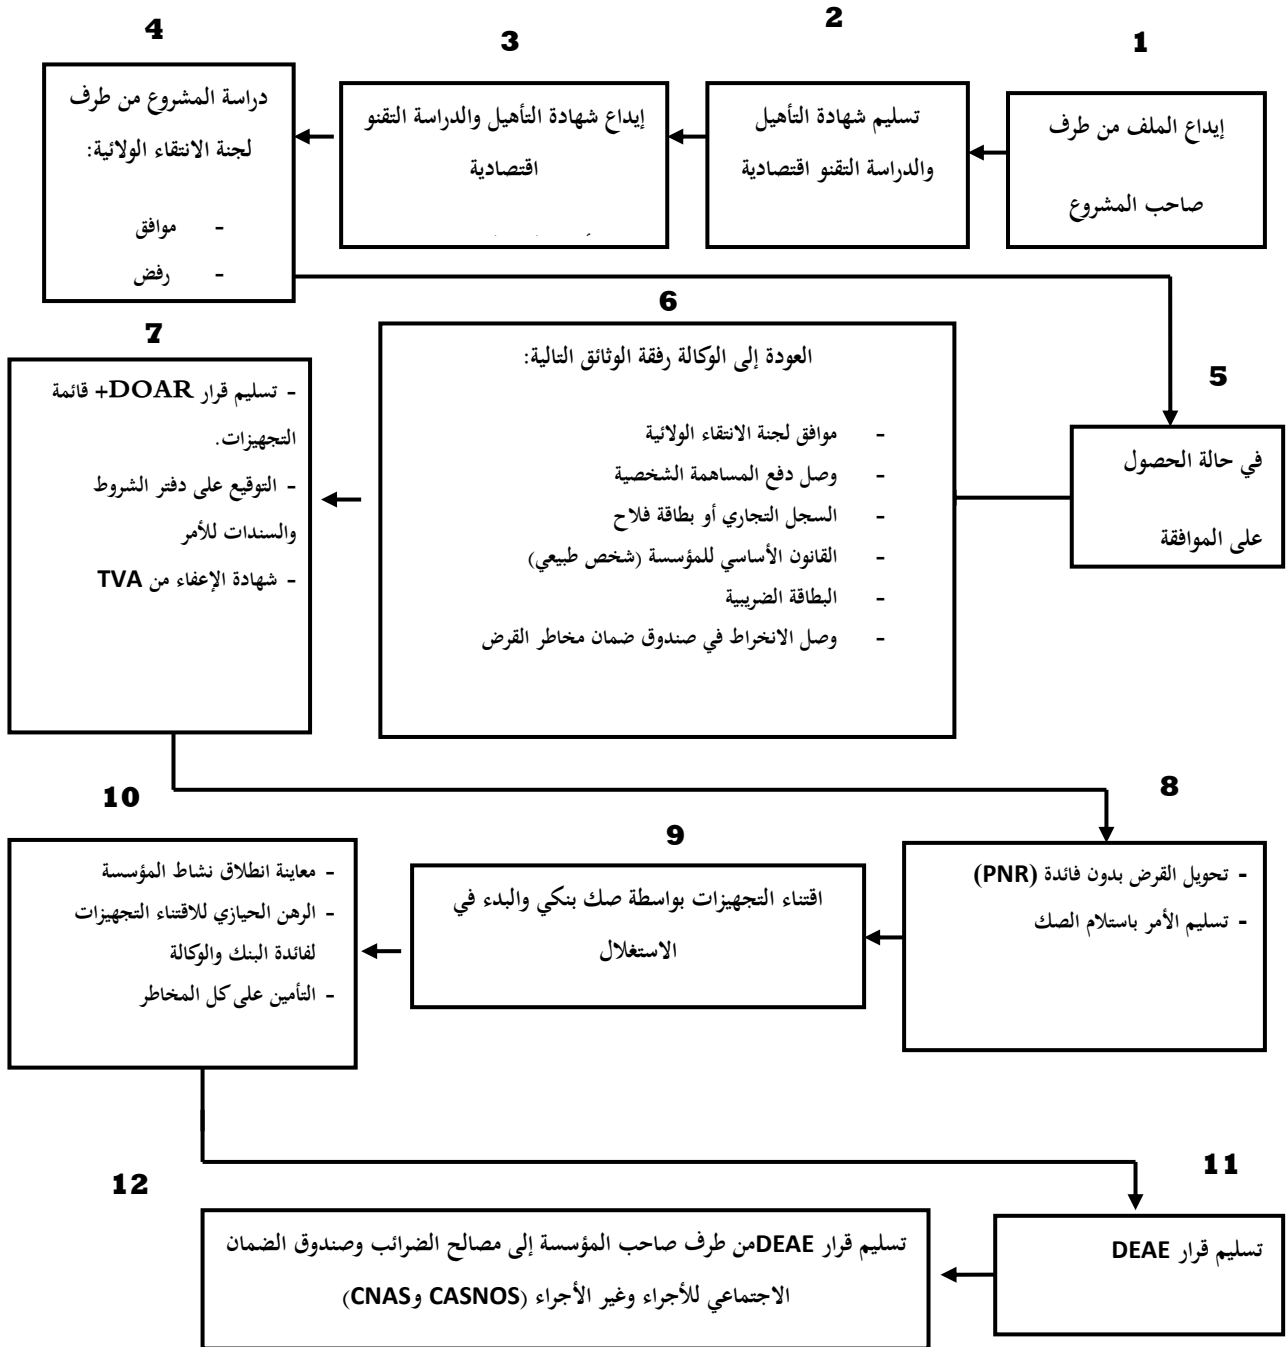 1
إيداع الملف من طرف
صاحب المشروع
2
تسليم شهادة التأهيل
والدراسة التقنو اقتصادية
3
إيداع شهادة التأهيل والدراسة التقنو
اقتصادية
4
دراسة المشروع من طرف
لجنة الانتقاء الولائية:
- موافق
- رفض
5
في حالة الحصول
على الموافقة
6
العودة إلى الوكالة رفقة الوثائق التالية:
- موافق لجنة الانتقاء الولائية
- وصل دفع المساهمة الشخصية
- السجل التجاري أو بطاقة فلاح
- القانون الأساسي للمؤسسة (شخص طبيعي)
- البطاقة الضريبية
- وصل الانخراط في صندوق ضمان مخاطر القرض
7
- تسليم قرار DOAR+ قائمة
التجهيزات.
- التوقيع على دفتر الشروط
والسندات للأمر
- شهادة الإعفاء من TVA
8
- تحويل القرض بدون فائدة (PNR)
- تسليم الأمر باستلام الصك
9
اقتناء التجهيزات بواسطة صك بنكي والبدء في
الاستغلال
10
- معاينة انطلاق نشاط المؤسسة
- الرهن الحيازي للاقتناء التجهيزات
لفائدة البنك والوكالة
- التأمين على كل المخاطر
11
تسليم قرار DEAE
12
تسليم قرار DEAEمن طرف صاحب المؤسسة إلى مصالح الضرائب وصندوق الضمان
الاجتماعي للأجراء وغير الأجراء (CASNOS وCNAS)